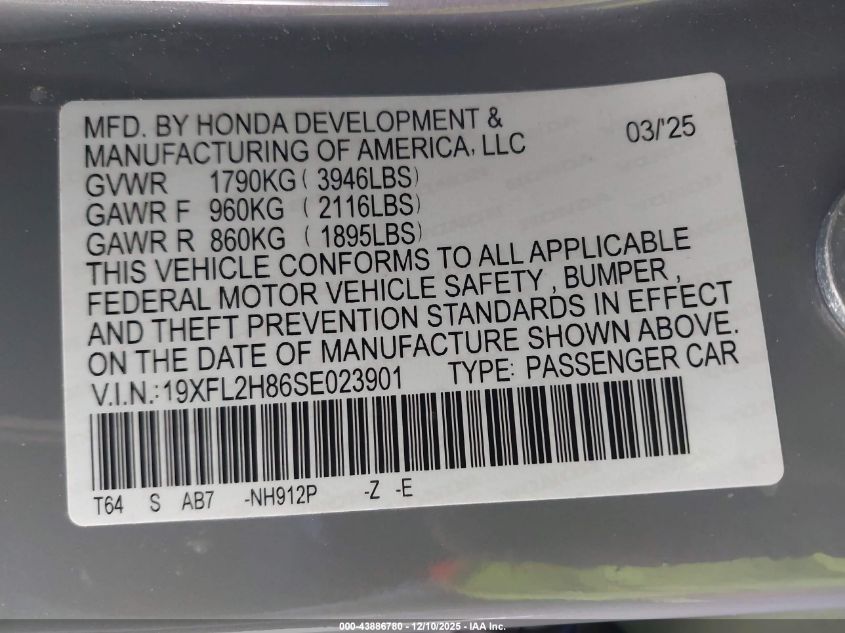 MFD. BY HONDA DEVELOPMENT &
MANUFACTURING OF AMERICA, LLC 03/'25
GVWR 1790KG ( 3946LBS)
GAWR F 960KG ( 2116LBS)
GAWR R 860KG ( 1895LBS)
THIS VEHICLE CONFORMS TO ALL APPLICABLE
FEDERAL MOTOR VEHICLE SAFETY , BUMPER ,
AND THEFT PREVENTION STANDARDS IN EFFECT
ON THE DATE OF MANUFACTURE SHOWN ABOVE.
V.I.N.:19XFL2H86SE023901 TYPE: PASSENGER CAR
T64 S AB7 -NH912P -Z -E
000-43886780 - 12/10/2025 - IAA Inc.